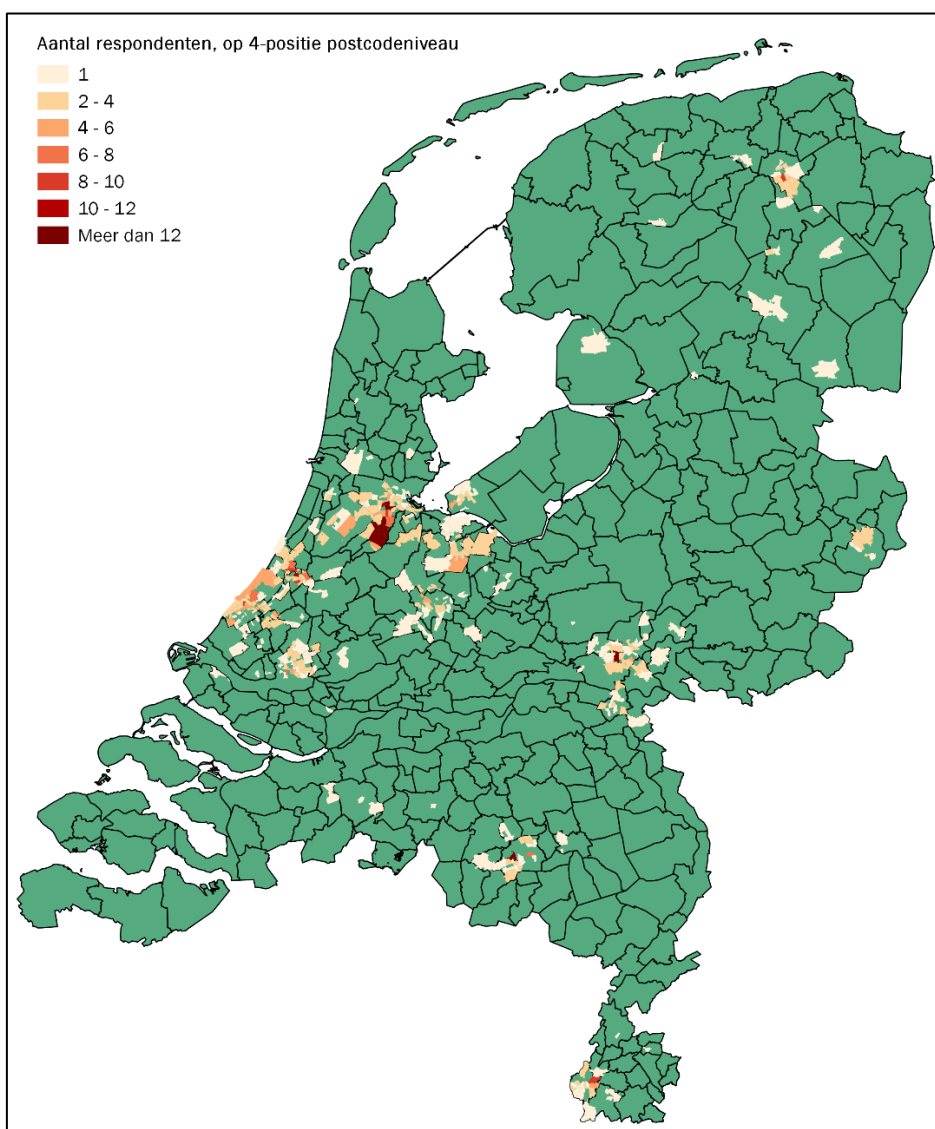 Aantal respondenten, op 4-positie postcodeniveau
1
2 - 4
4 - 6
6 - 8
8 - 10
10 - 12
Meer dan 12